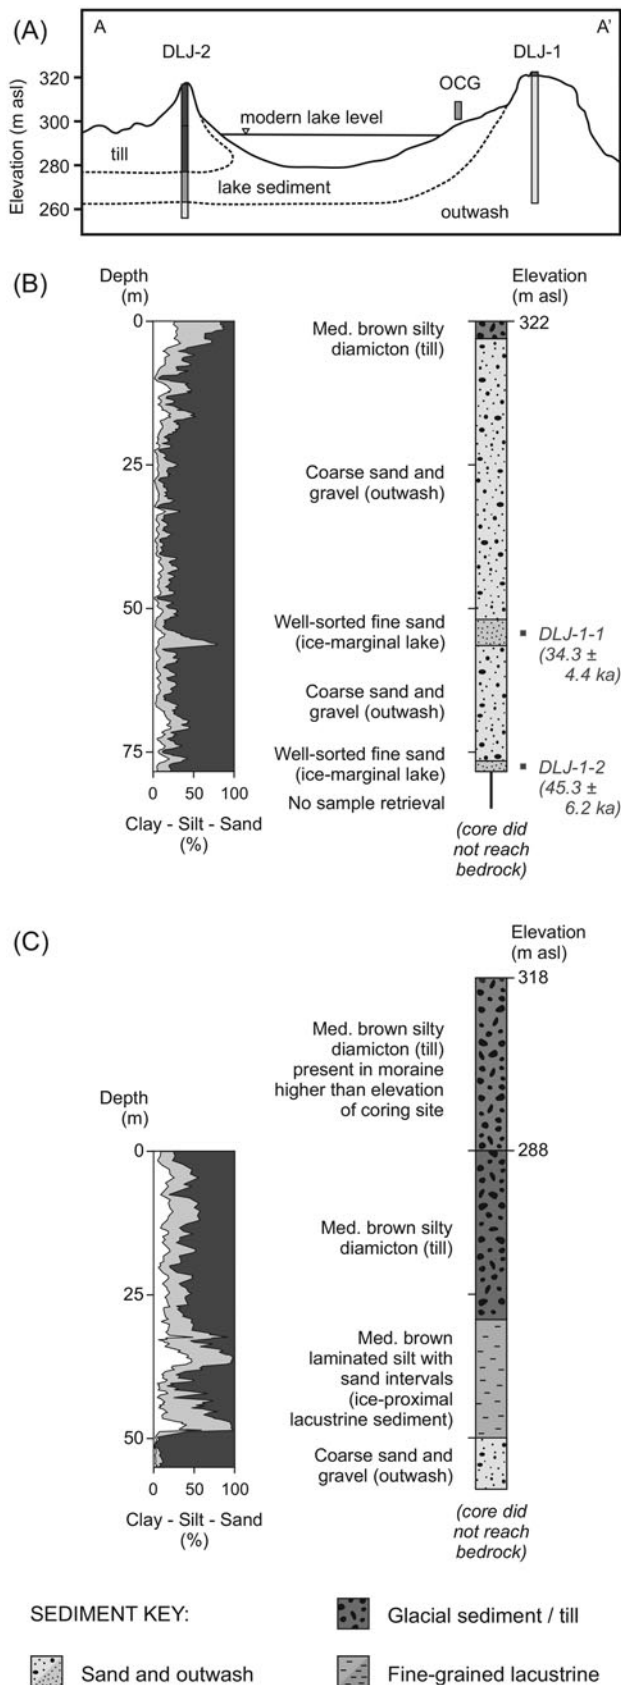 (A)
A
A'
DLJ-2
DLJ-1
OCG
modern lake level
till
lake sediment
outwash
Elevation (m asl)
320
300
280
260
(B)
Depth
(m)
0
25
50
75
0 50 100
Clay - Silt - Sand
(%)
Elevation
(m asl)
322
Med. brown silty
diamicton (till)
Coarse sand and
gravel (outwash)
Well-sorted fine sand
(ice-marginal lake)
DLJ-1-1
(34.3 ±
4.4 ka)
Coarse sand and
gravel (outwash)
Well-sorted fine sand
(ice-marginal lake)
DLJ-1-2
(45.3 ±
6.2 ka)
No sample retrieval
(core did
not reach
bedrock)
(C)
Elevation
(m asl)
318
Med. brown silty
diamicton (till)
present in moraine
higher than elevation
of coring site
288
Depth
(m)
0
25
50
0 50 100
Clay - Silt - Sand
(%)
Med. brown silty
diamicton (till)
Med. brown
laminated silt with
sand intervals
(ice-proximal
lacustrine sediment)
Coarse sand and
gravel (outwash)
(core did
not reach
bedrock)
SEDIMENT KEY:
Glacial sediment / till
Sand and outwash
Fine-grained lacustrine